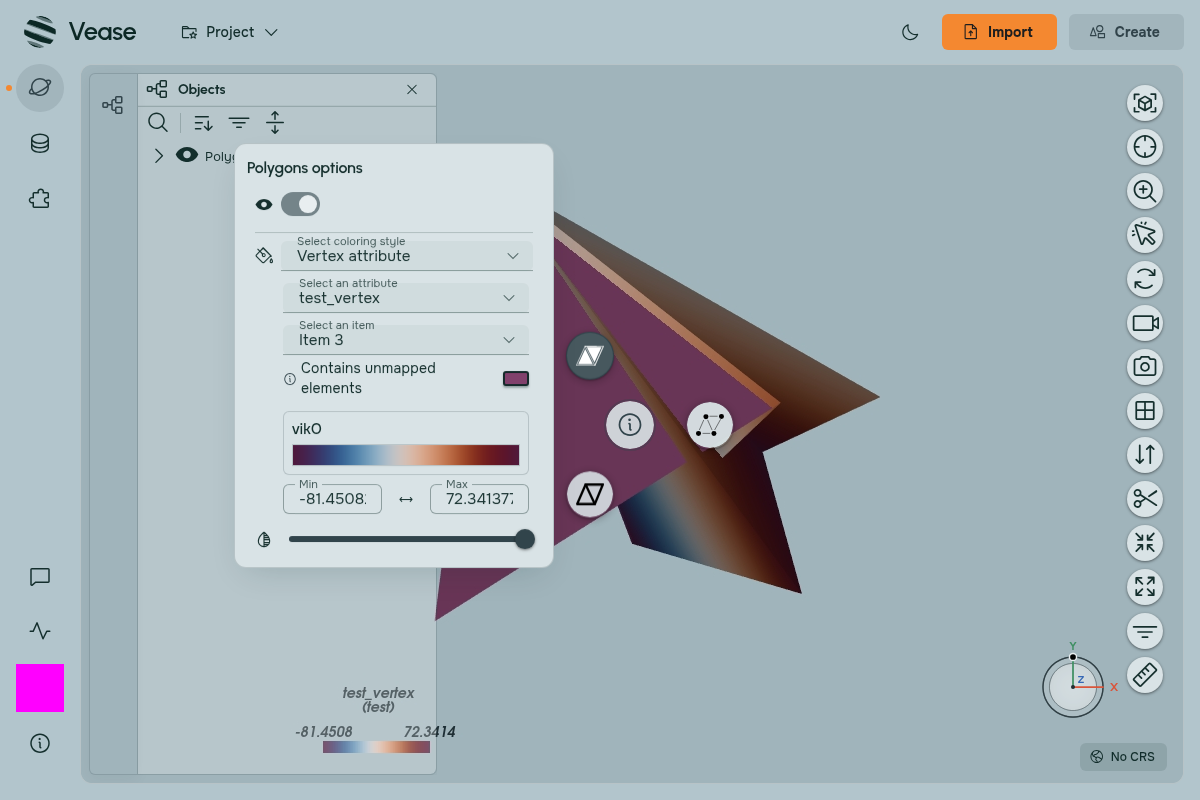 Vease
Project
Import
Create
Objects
Polygons options
Select coloring style
Vertex attribute
Select an attribute
test_vertex
Select an item
Item 3
Contains unmapped
elements
vikO
Min
Max
-81.4508
72.341377
test_vertex
(test)
-81.4508 72.3414
Y
Z
X
No CRS